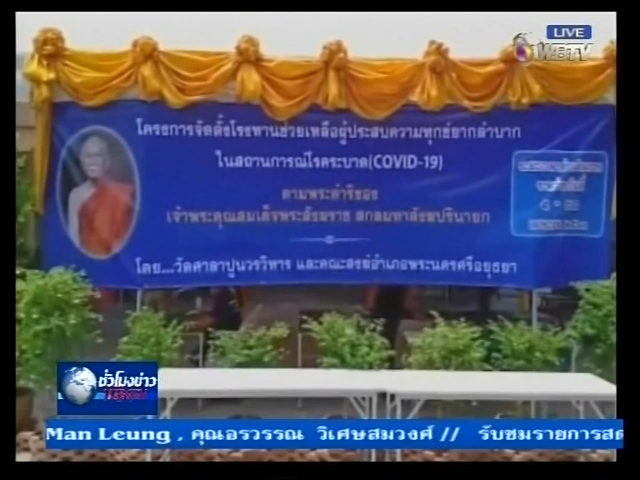 LIVE
WBTV
โครงการจัดตั้งโรงทานช่วยเหลือผู้ประสบความทุกข์ยากลำบาก
ในสถานการณ์โรคระบาด(COVID-19)
ตามพระดำริของ
เจ้าพระคุณสมเด็จพระสังฆราช สกลมหาสังฆปริณายก
โดย...วัดศาลาปูนวรวิหาร และคณะสงฆ์อำเภอพระนครศรีอยุธยา
ชั่วโมงข่าว
Man Leung , คุณอรวรรณ วิเศษสมวงศ์ // รับชมรายการสด